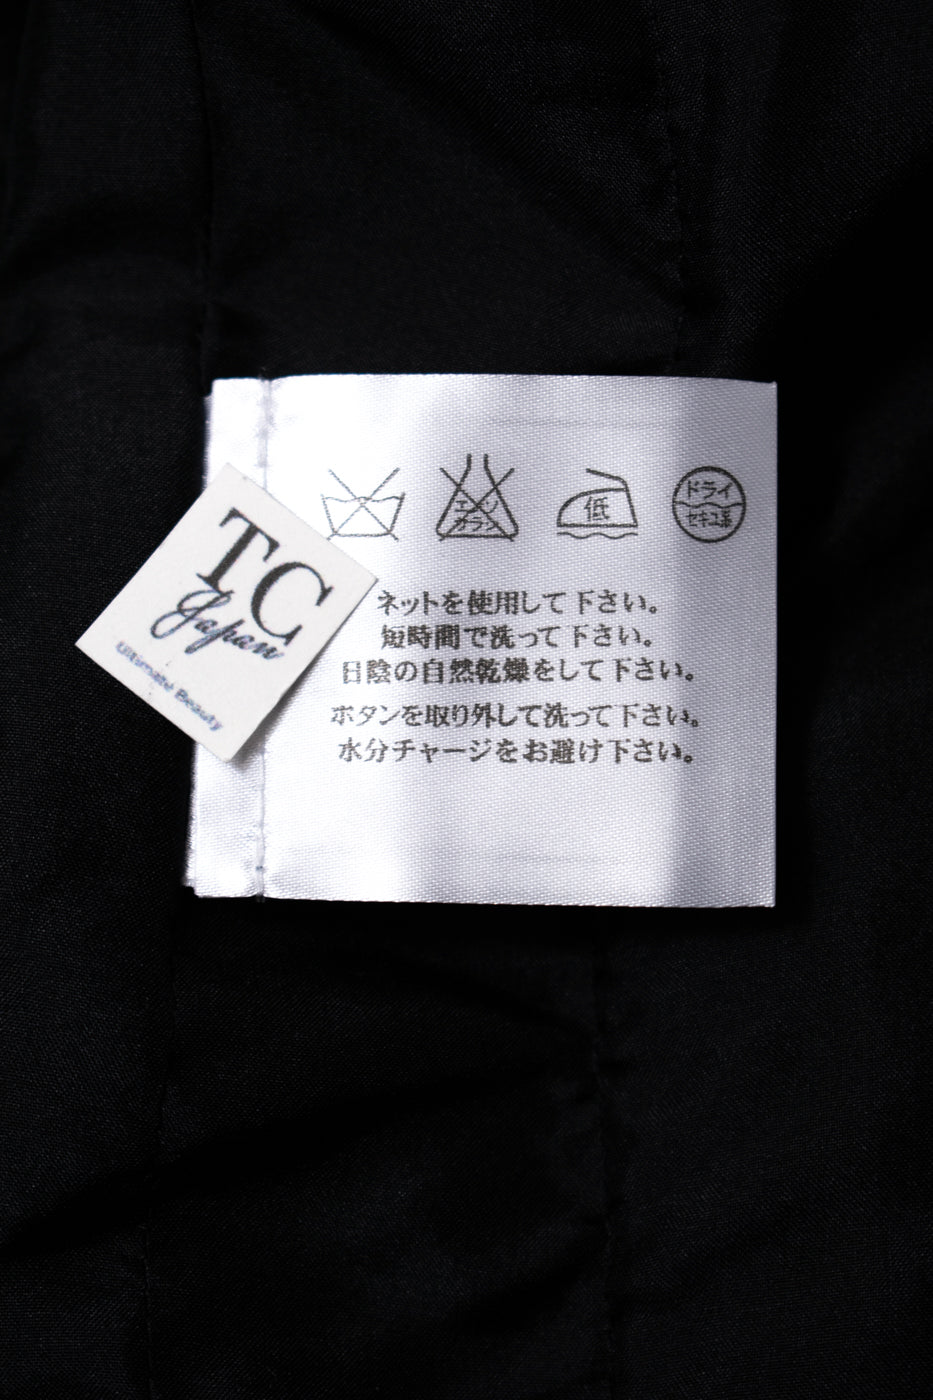 エンソ
サラシ
低
ドライ
セキユ系
TC
Japan
Ultimate Beauty
ネットを使用して下さい。
短時間で洗って下さい。
日陰の自然乾燥をして下さい。
ボタンを取り外して洗って下さい。
水分チャージをお避け下さい。